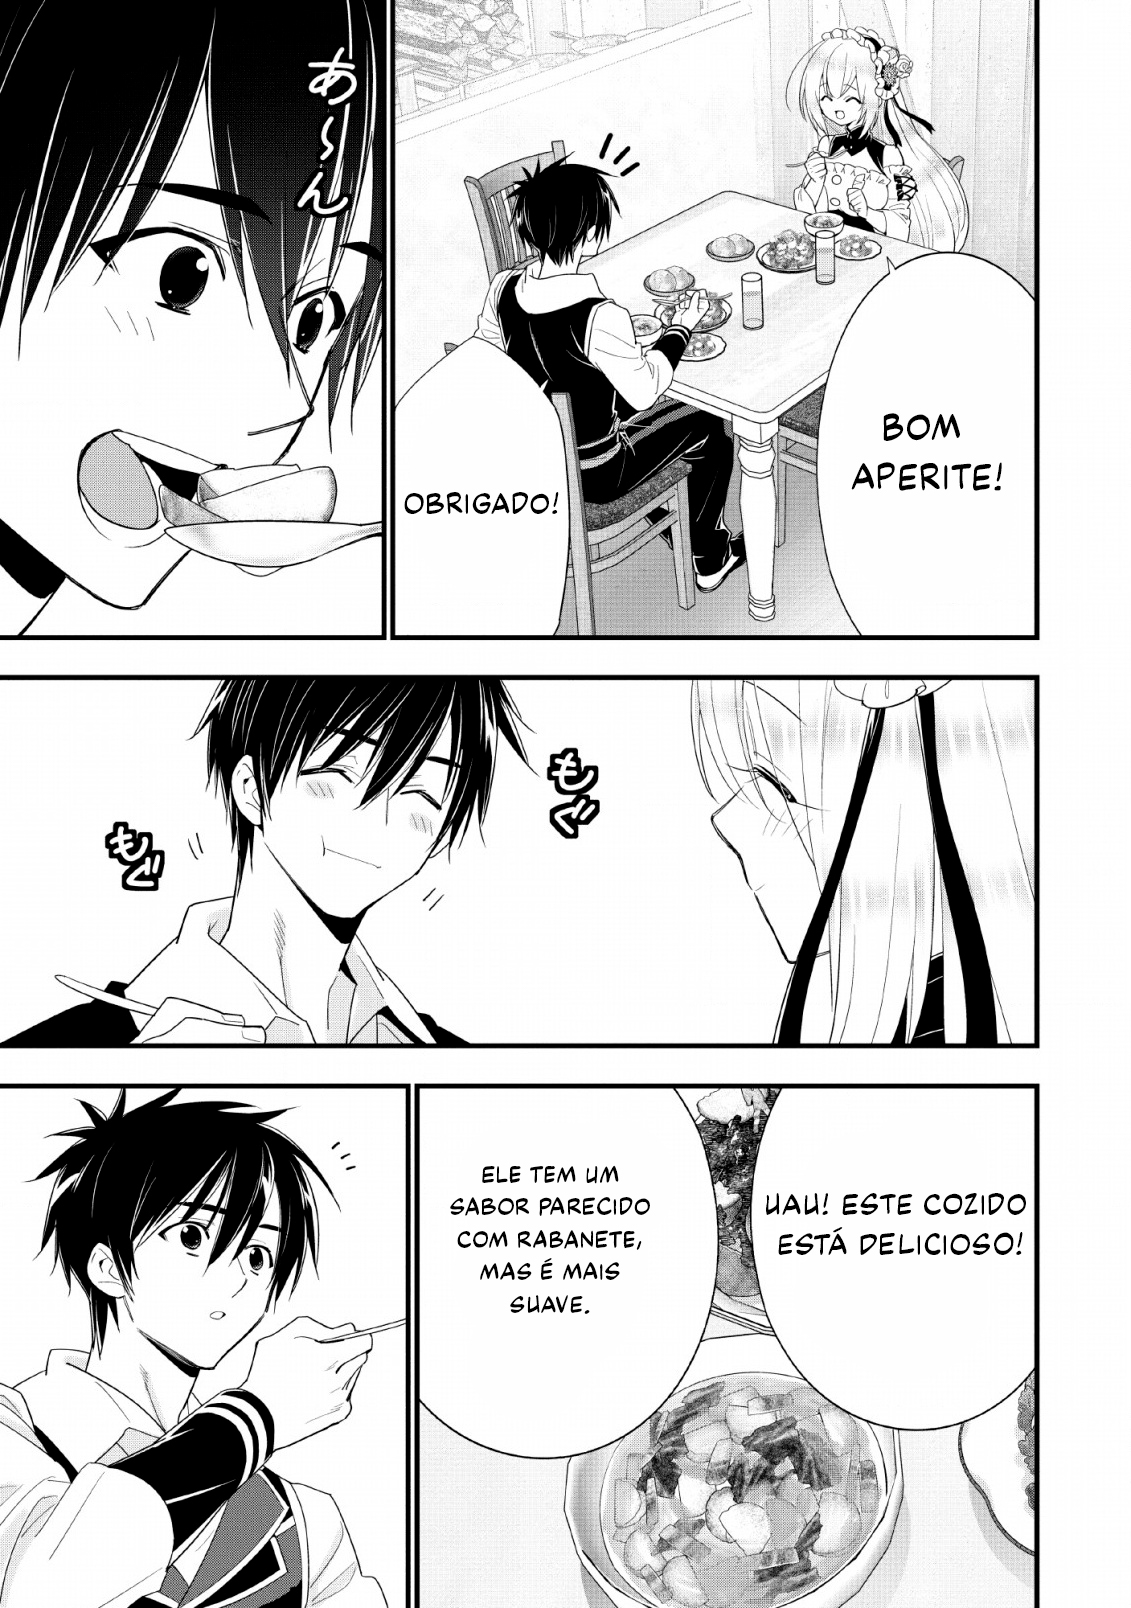 BOM
APERITE!
OBRIGADO!
あ〜ん
もぐ
もぐ
UAU! ESTE COZIDO
ESTÁ DELICIOSO!
ELE TEM UM
SABOR PARECIDO
COM RABANETE,
MAS É MAIS
SUAVE.